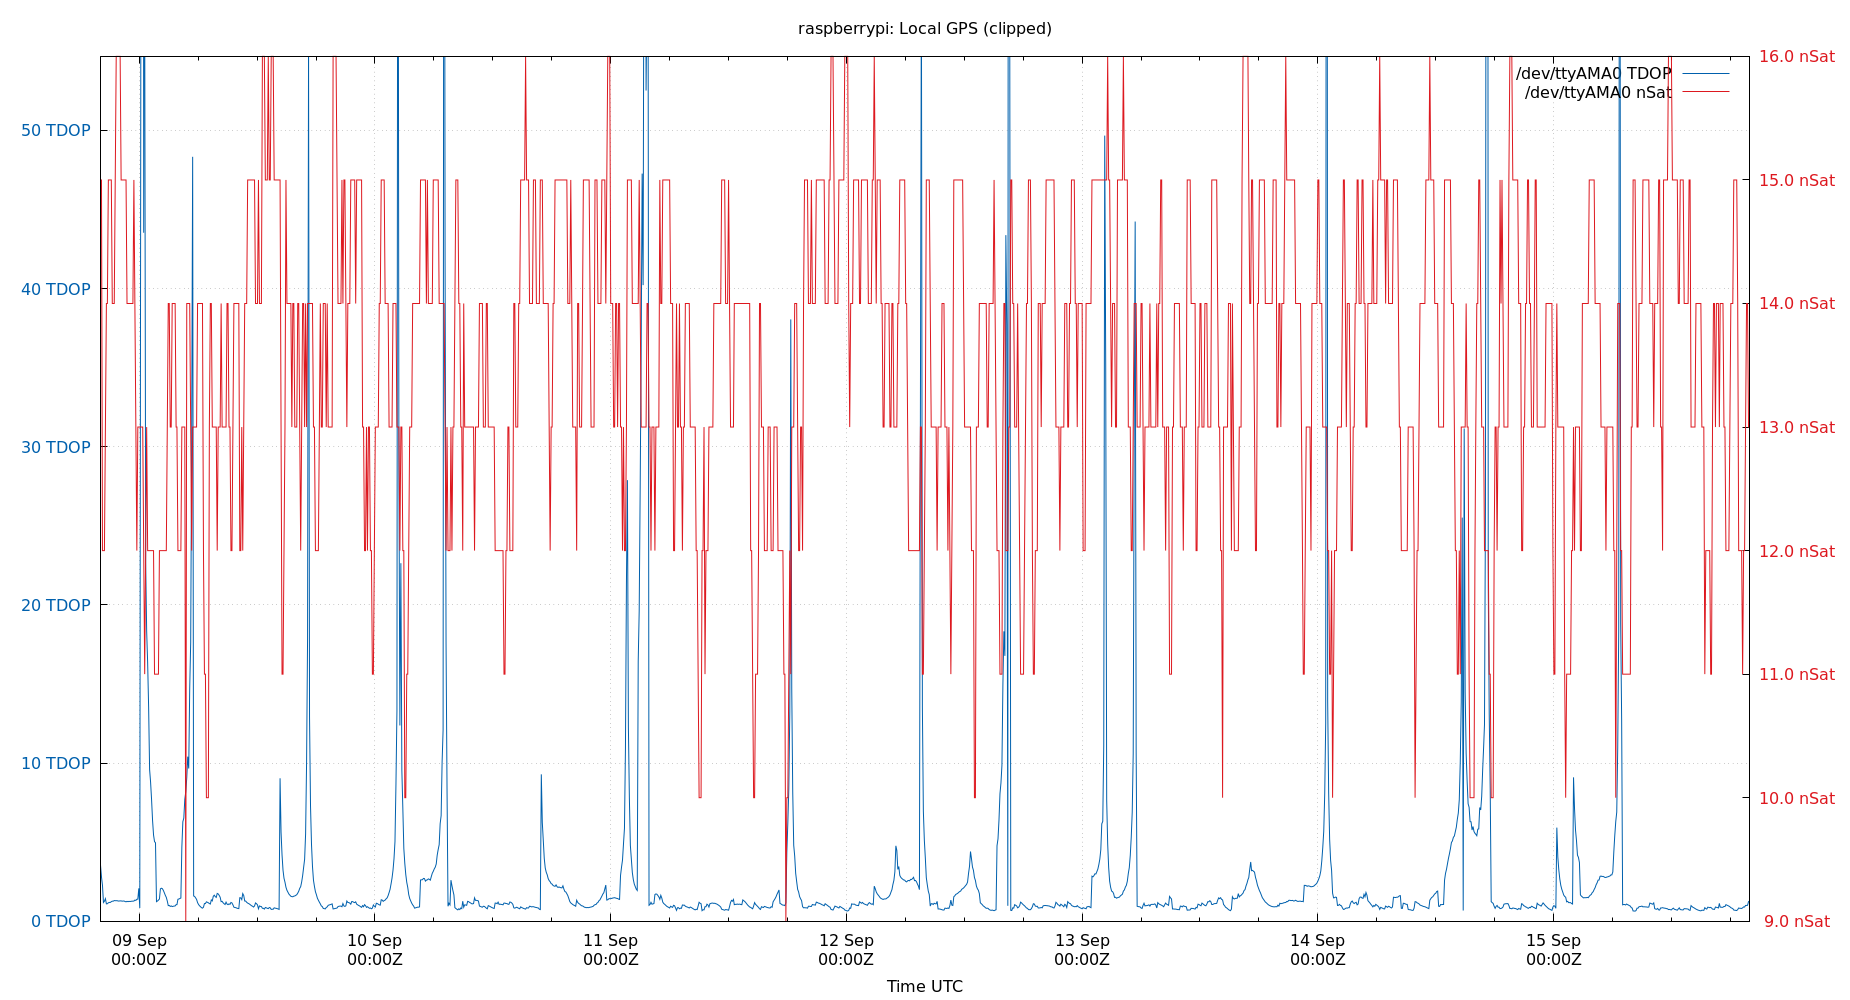 raspberrypi: Local GPS (clipped)
/dev/ttyAMA0 TDOP
/dev/ttyAMA0 nSat
50 TDOP
40 TDOP
30 TDOP
20 TDOP
10 TDOP
0 TDOP
16.0 nSat
15.0 nSat
14.0 nSat
13.0 nSat
12.0 nSat
11.0 nSat
10.0 nSat
9.0 nSat
09 Sep
00:00Z
10 Sep
00:00Z
11 Sep
00:00Z
12 Sep
00:00Z
13 Sep
00:00Z
14 Sep
00:00Z
15 Sep
00:00Z
Time UTC